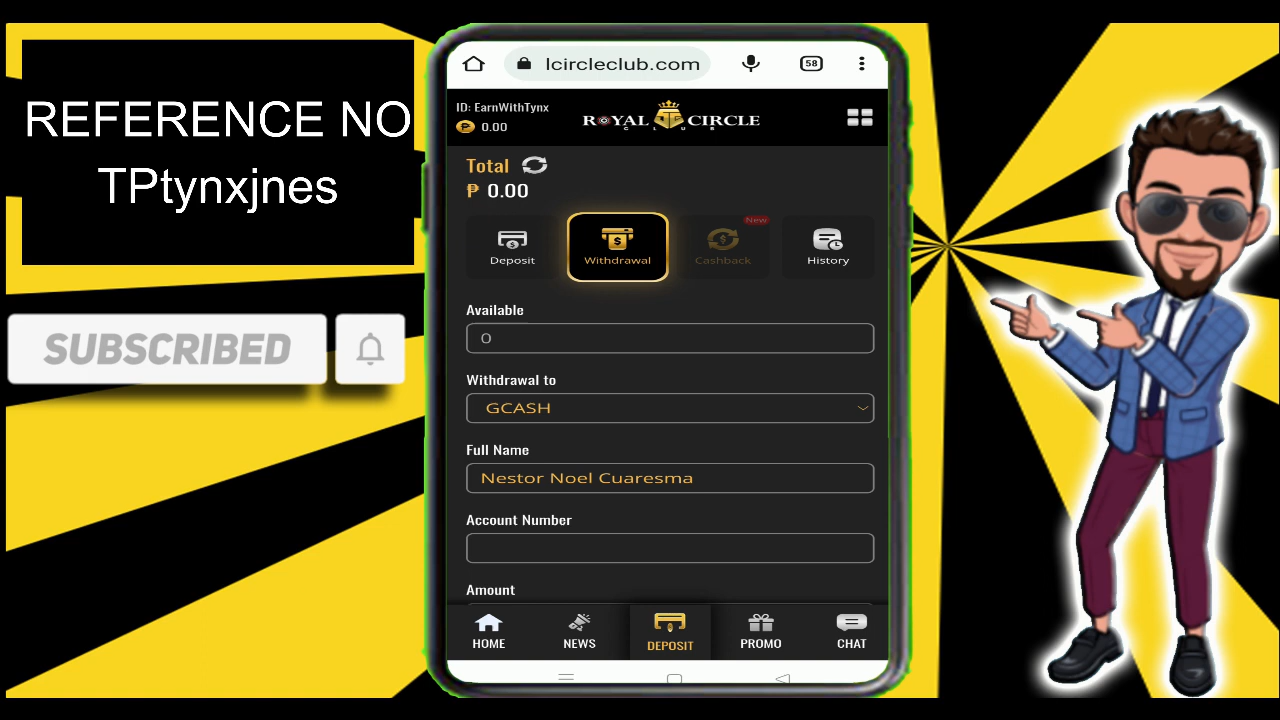 REFERENCE NO
TPtynxjnes
SUBSCRIBED
lcircleclub.com
58
ID: EarnWithTynx
0.00
ROYAL CIRCLE
CLUB
Total
₱ 0.00
Deposit
Withdrawal
New
Cashback
History
Available
0
Withdrawal to
GCASH
Full Name
Nestor Noel Cuaresma
Account Number
Amount
HOME
NEWS
DEPOSIT
PROMO
CHAT